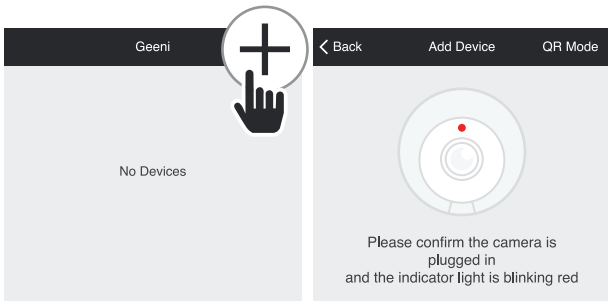 Geeni
No Devices
Back
Add Device
QR Mode
Please confirm the camera is
plugged in
and the indicator light is blinking red